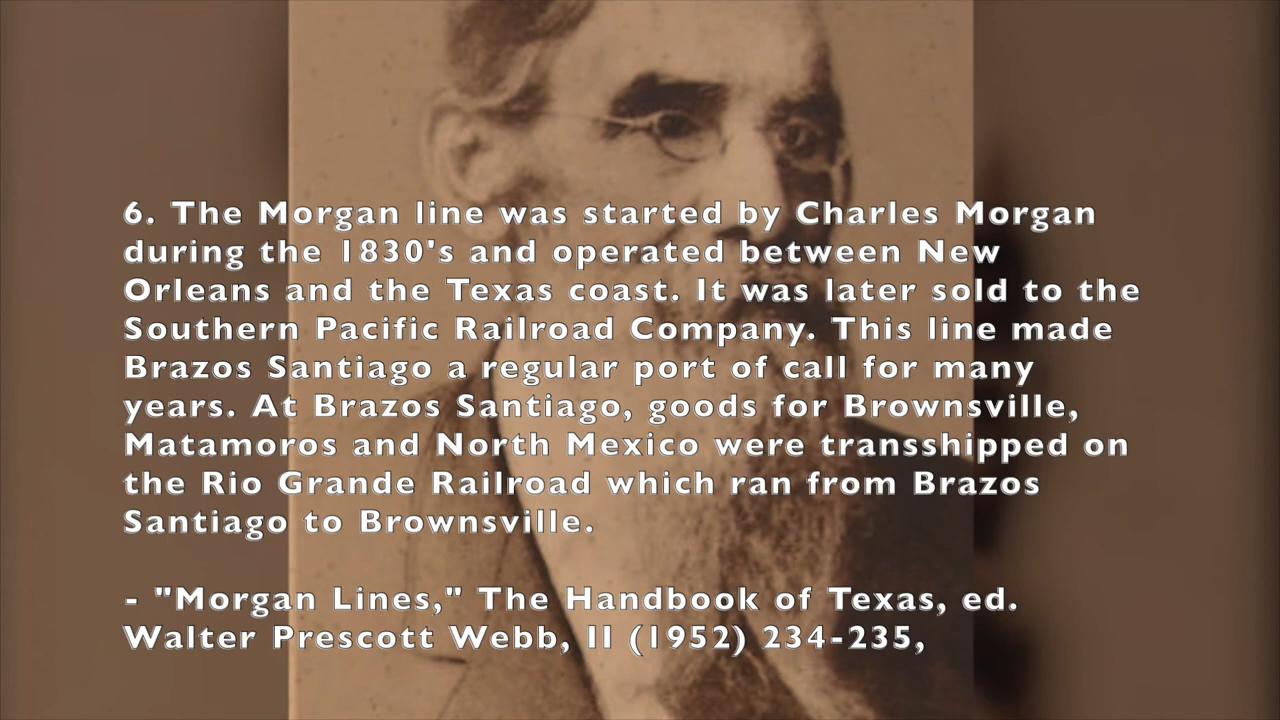 6. The Morgan line was started by Charles Morgan
during the 1830's and operated between New
Orleans and the Texas coast. It was later sold to the
Southern Pacific Railroad Company. This line made
Brazos Santiago a regular port of call for many
years. At Brazos Santiago, goods for Brownsville,
Matamoros and North Mexico were transshipped on
the Rio Grande Railroad which ran from Brazos
Santiago to Brownsville.
- "Morgan Lines," The Handbook of Texas, ed.
Walter Prescott Webb, II (1952) 234-235,